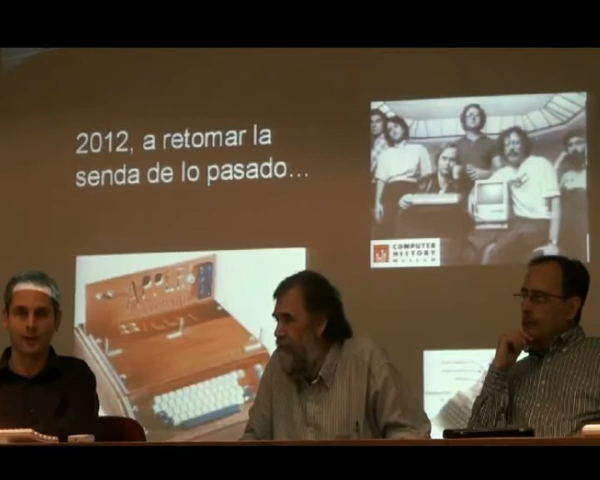 2012, a retomar la
senda de lo pasado...
COMPUTER
HISTORY
MUSEUM